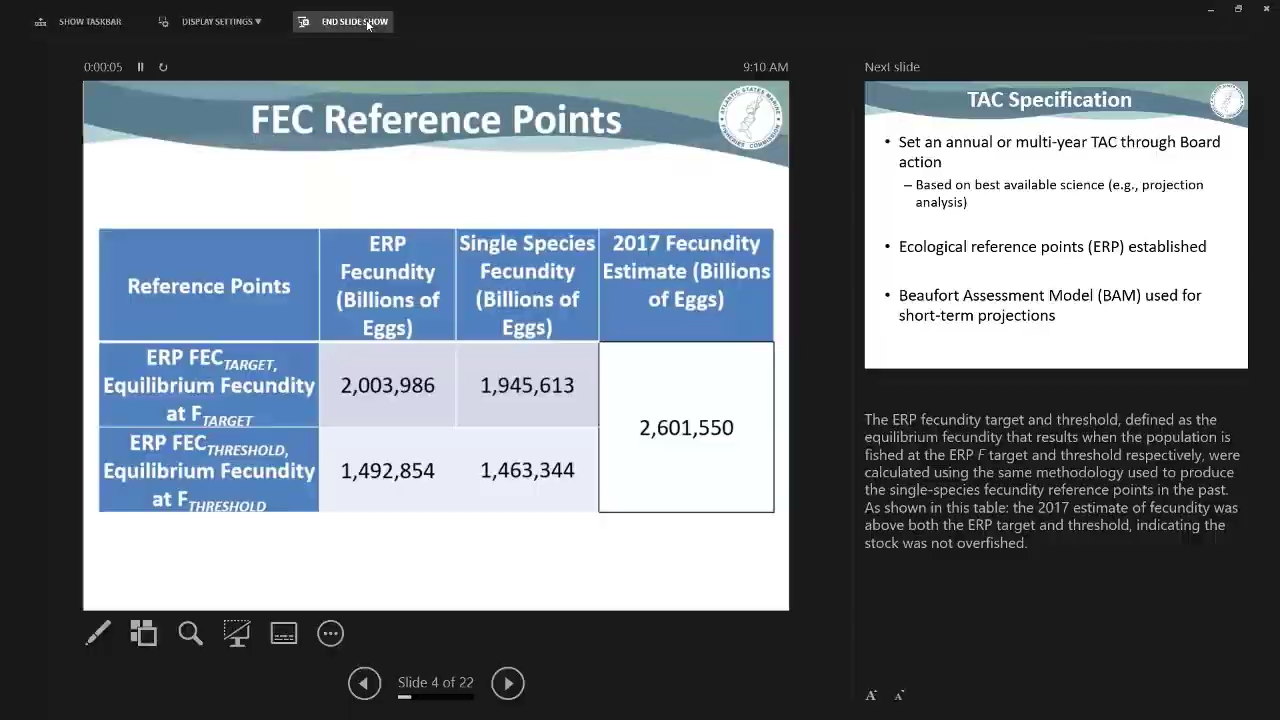 SHOW TASKBAR
DISPLAY SETTINGS ▼
END SLIDE SHOW
0:00:05
9:10 AM
FEC Reference Points
Reference Points
ERP
Fecundity
(Billions of
Eggs)
Single Species
Fecundity
(Billions of
Eggs)
2017 Fecundity
Estimate (Billions
of Eggs)
ERP FECTARGET,
Equilibrium Fecundity
at FTARGET
2,003,986
1,945,613
2,601,550
ERP FECTHRESHOLD,
Equilibrium Fecundity
at FTHRESHOLD
1,492,854
1,463,344
Slide 4 of 22
Next slide
TAC Specification
• Set an annual or multi-year TAC through Board
action
– Based on best available science (e.g., projection
analysis)
• Ecological reference points (ERP) established
• Beaufort Assessment Model (BAM) used for
short-term projections
The ERP fecundity target and threshold, defined as the
equilibrium fecundity that results when the population is
fished at the ERP F target and threshold respectively, were
calculated using the same methodology used to produce
the single-species fecundity reference points in the past.
As shown in this table: the 2017 estimate of fecundity was
above both the ERP target and threshold, indicating the
stock was not overfished.
A A